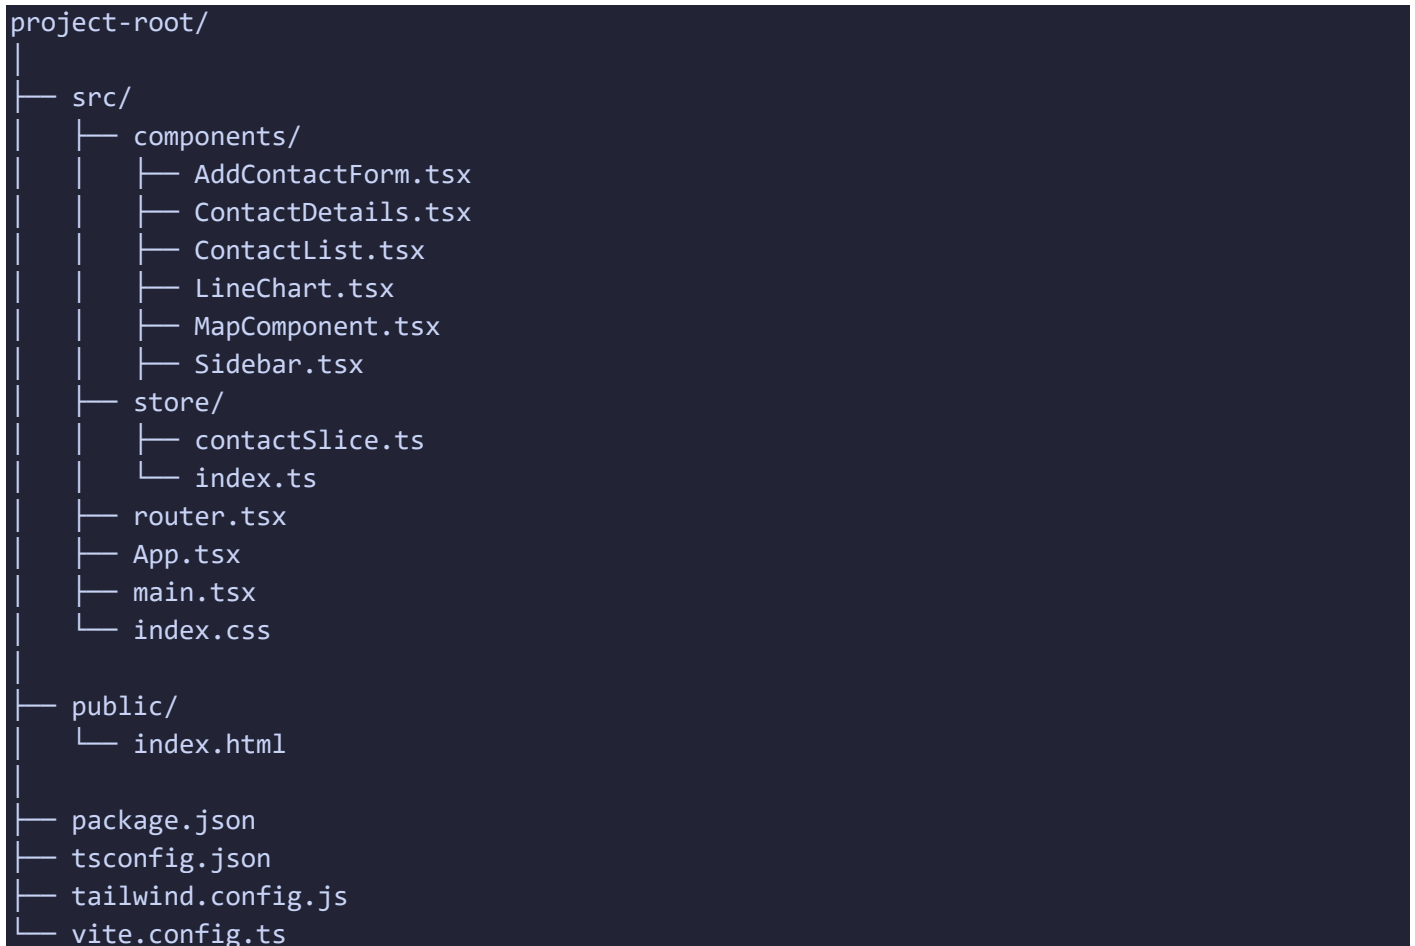 project-root/
│
├── src/
│   ├── components/
│   │   ├── AddContactForm.tsx
│   │   ├── ContactDetails.tsx
│   │   ├── ContactList.tsx
│   │   ├── LineChart.tsx
│   │   ├── MapComponent.tsx
│   │   ├── Sidebar.tsx
│   ├── store/
│   │   ├── contactSlice.ts
│   │   └── index.ts
│   ├── router.tsx
│   ├── App.tsx
│   ├── main.tsx
│   └── index.css
│
├── public/
│   └── index.html
│
├── package.json
├── tsconfig.json
├── tailwind.config.js
└── vite.config.ts